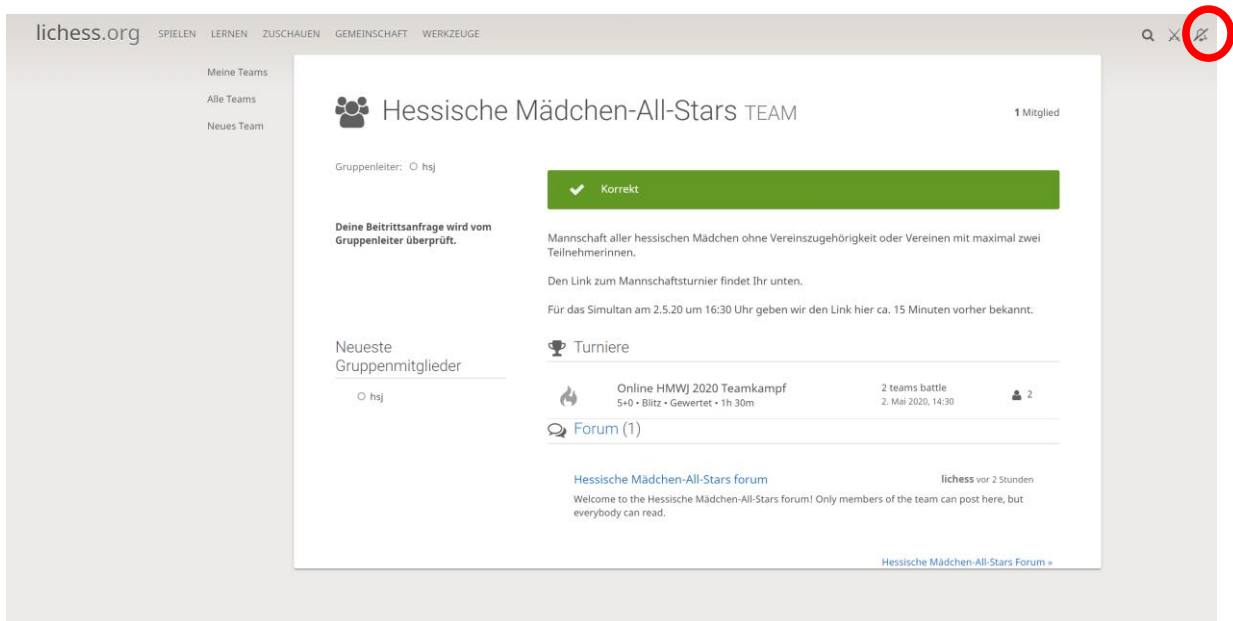 lichess.org SPIELEN LERNEN ZUSCHAUEN GEMEINSCHAFT WERKZEUGE
Meine Teams
Alle Teams
Neues Team
Hessische Mädchen-All-Stars TEAM
1 Mitglied
Gruppenleiter: hsj
Korrekt
Deine Beitrittsanfrage wird vom
Gruppenleiter überprüft.
Mannschaft aller hessischen Mädchen ohne Vereinszugehörigkeit oder Vereinen mit maximal zwei
Teilnehmerinnen.
Den Link zum Mannschaftsturnier findet Ihr unten.
Für das Simultan am 2.5.20 um 16:30 Uhr geben wir den Link hier ca. 15 Minuten vorher bekannt.
Neueste
Gruppenmitglieder
hsj
Turniere
Online HMWJ 2020 Teamkampf
5+0 • Blitz • Gewertet • 1h 30m
2 teams battle
2. Mai 2020, 14:30
2
Forum (1)
Hessische Mädchen-All-Stars forum
lichess vor 2 Stunden
Welcome to the Hessische Mädchen-All-Stars forum! Only members of the team can post here, but
everybody can read.
Hessische Mädchen-All-Stars Forum »